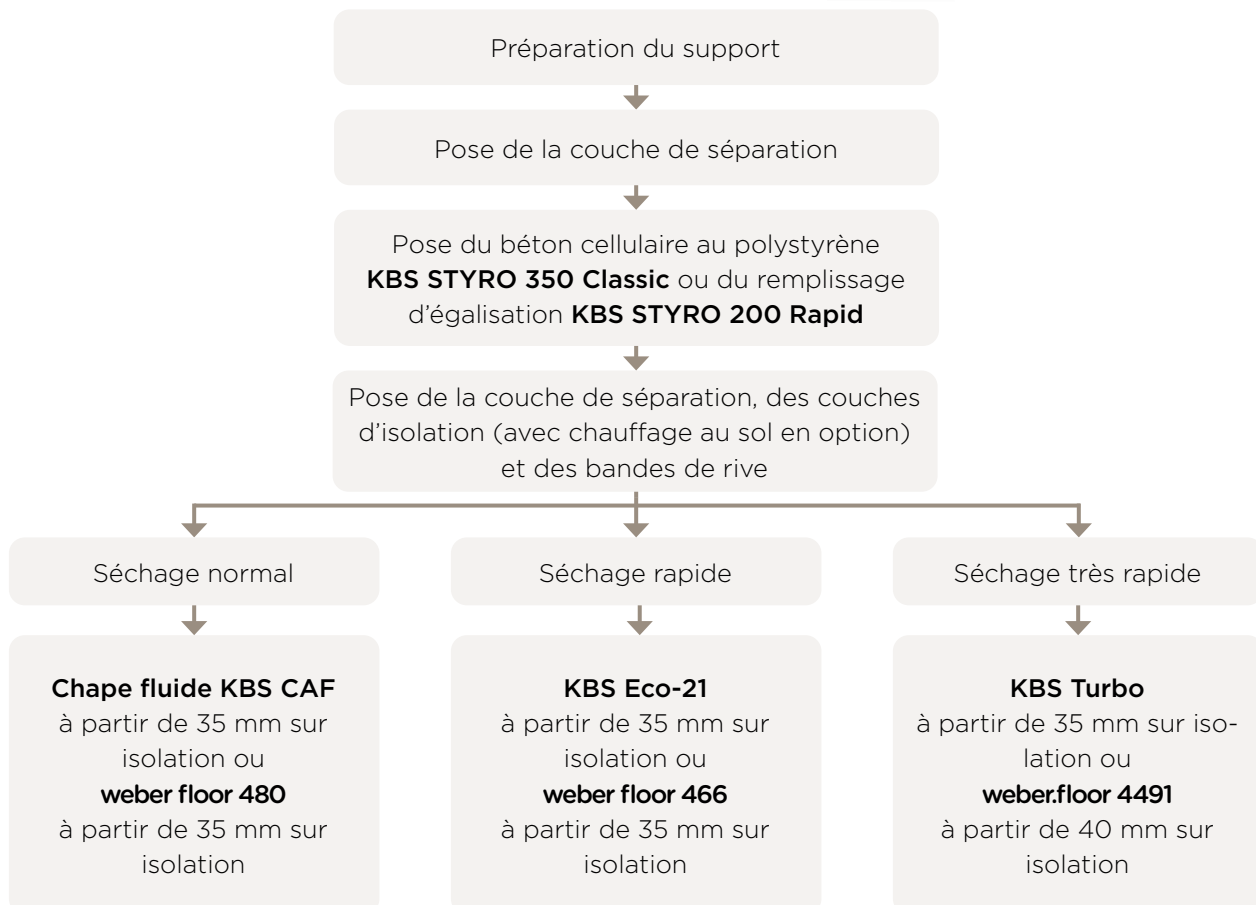 Préparation du support
Pose de la couche de séparation
Pose du béton cellulaire au polystyrène
KBS STYRO 350 Classic ou du remplissage
d'égalisation KBS STYRO 200 Rapid
Pose de la couche de séparation, des couches
d'isolation (avec chauffage au sol en option)
et des bandes de rive
Séchage normal
Chape fluide KBS CAF
à partir de 35 mm sur
isolation ou
weber floor 480
à partir de 35 mm sur
isolation
Séchage rapide
KBS Eco-21
à partir de 35 mm sur
isolation ou
weber floor 466
à partir de 35 mm sur
isolation
Séchage très rapide
KBS Turbo
à partir de 35 mm sur iso-
lation ou
weber.floor 4491
à partir de 40 mm sur
isolation